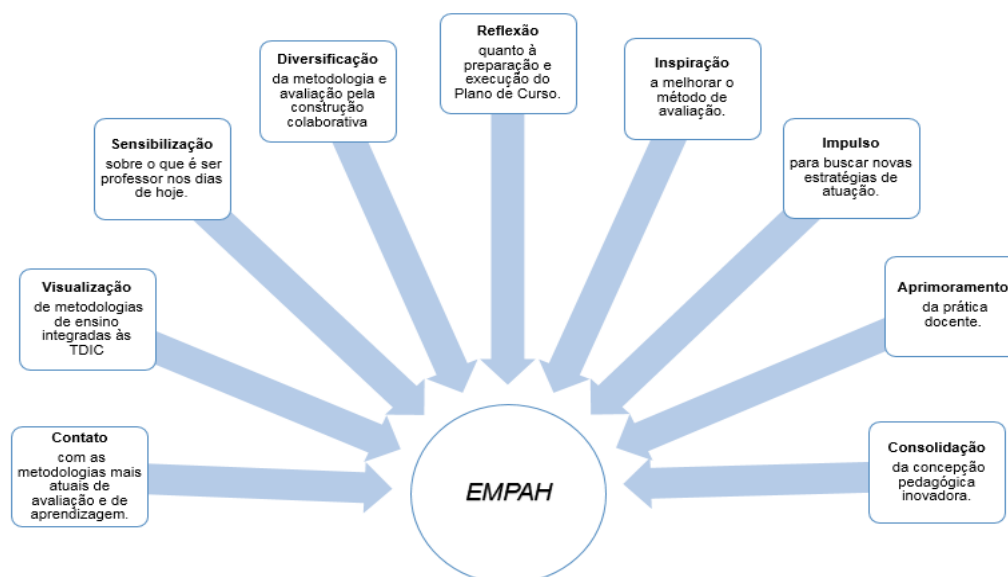 Contato
com as
metodologias mais
atuais de
avaliação e de
aprendizagem.
Visualização
de metodologias
de ensino
integradas às
TDIC
Sensibilização
sobre o que é ser
professor nos dias
de hoje.
Diversificação
da metodologia e
avaliação pela
construção
colaborativa
Reflexão
quanto à
preparação e
execução do
Plano de Curso.
Inspiração
a melhorar o
método de
avaliação.
Impulso
para buscar novas
estratégias de
atuação.
Aprimoramento
da prática
docente.
Consolidação
da concepção
pedagógica
inovadora.
EMPAH